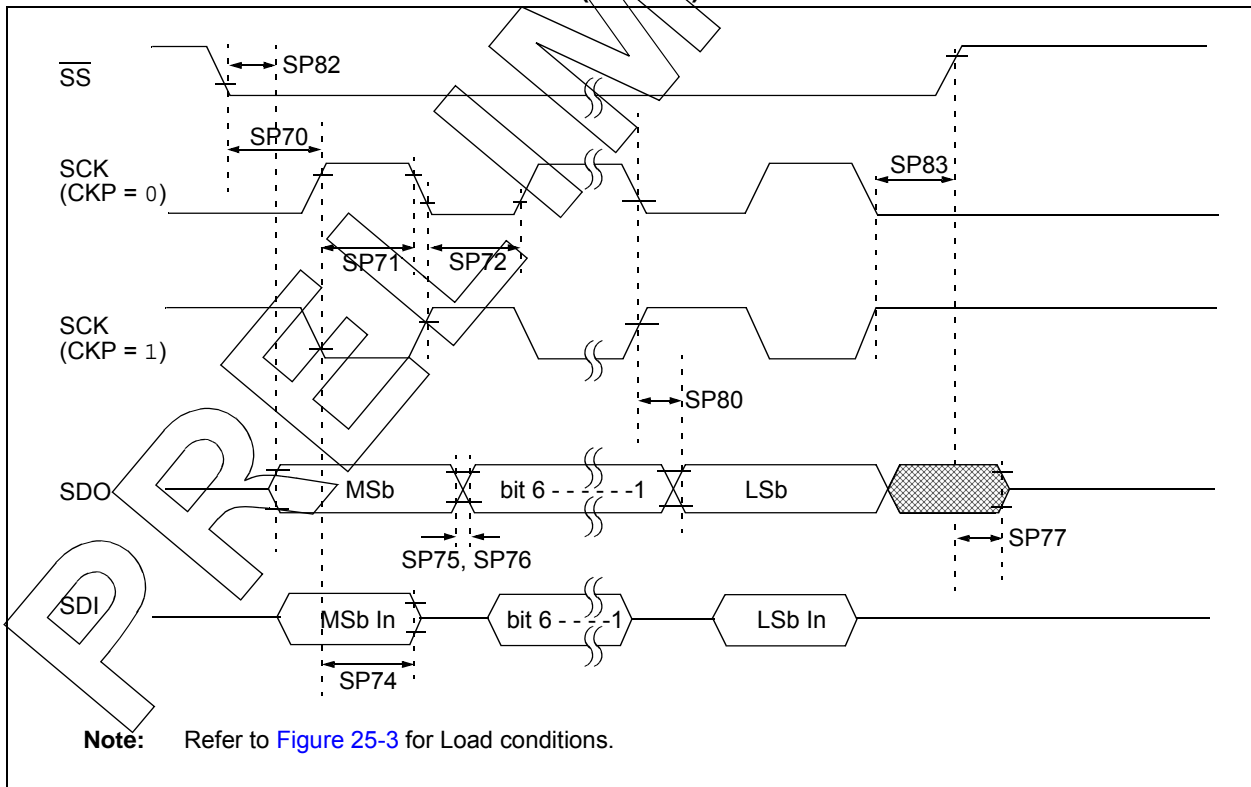 PRELIM
SS
SP82
SP70
SCK
(CKP = 0)
SP83
SP71
SP72
SCK
(CKP = 1)
SP80
SDO
MSb
bit 6 - - - - - -1
LSb
SP75, SP76
SP77
SDI
MSb In
bit 6 - - - -1
LSb In
SP74
Note: Refer to Figure 25-3 for Load conditions.